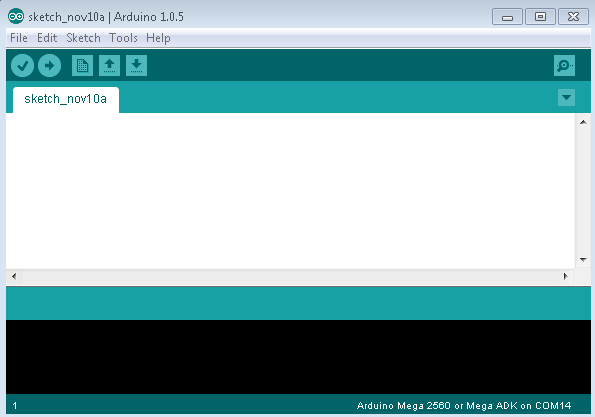 sketch_nov10a | Arduino 1.0.5
File Edit Sketch Tools Help
sketch_nov10a
1 Arduino Mega 2560 or Mega ADK on COM14